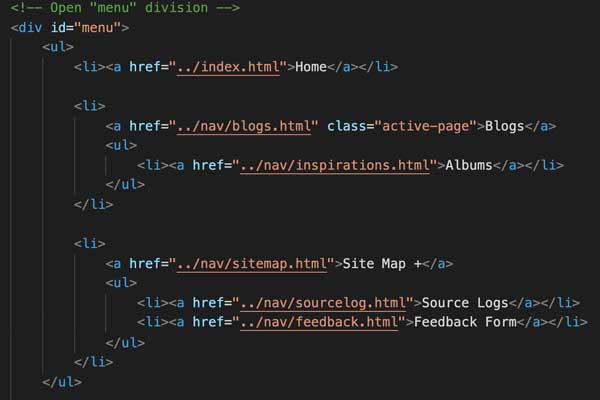 <!-- Open "menu" division -->
<div id="menu">
<ul>
<li><a href="../index.html">Home</a></li>
<li>
<a href="../nav/blogs.html" class="active-page">Blogs</a>
<ul>
<li><a href="../nav/inspirations.html">Albums</a></li>
</ul>
</li>
<li>
<a href="../nav/sitemap.html">Site Map +</a>
<ul>
<li><a href="../nav/sourcelog.html">Source Logs</a></li>
<li><a href="../nav/feedback.html">Feedback Form</a></li>
</ul>
</li>
</ul>